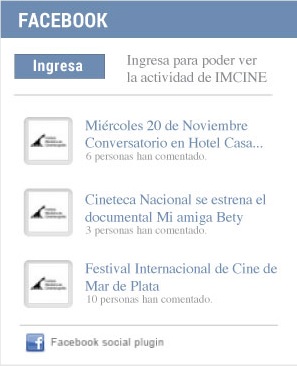 FACEBOOK
Ingresa
Ingresa para poder ver
la actividad de IMCINE
Miércoles 20 de Noviembre
Conversatorio en Hotel Casa...
6 personas han comentado.
Cineteca Nacional se estrena el
documental Mi amiga Bety
3 personas han comentado.
Festival Internacional de Cine de
Mar de Plata
10 personas han comentado.
Facebook social plugin